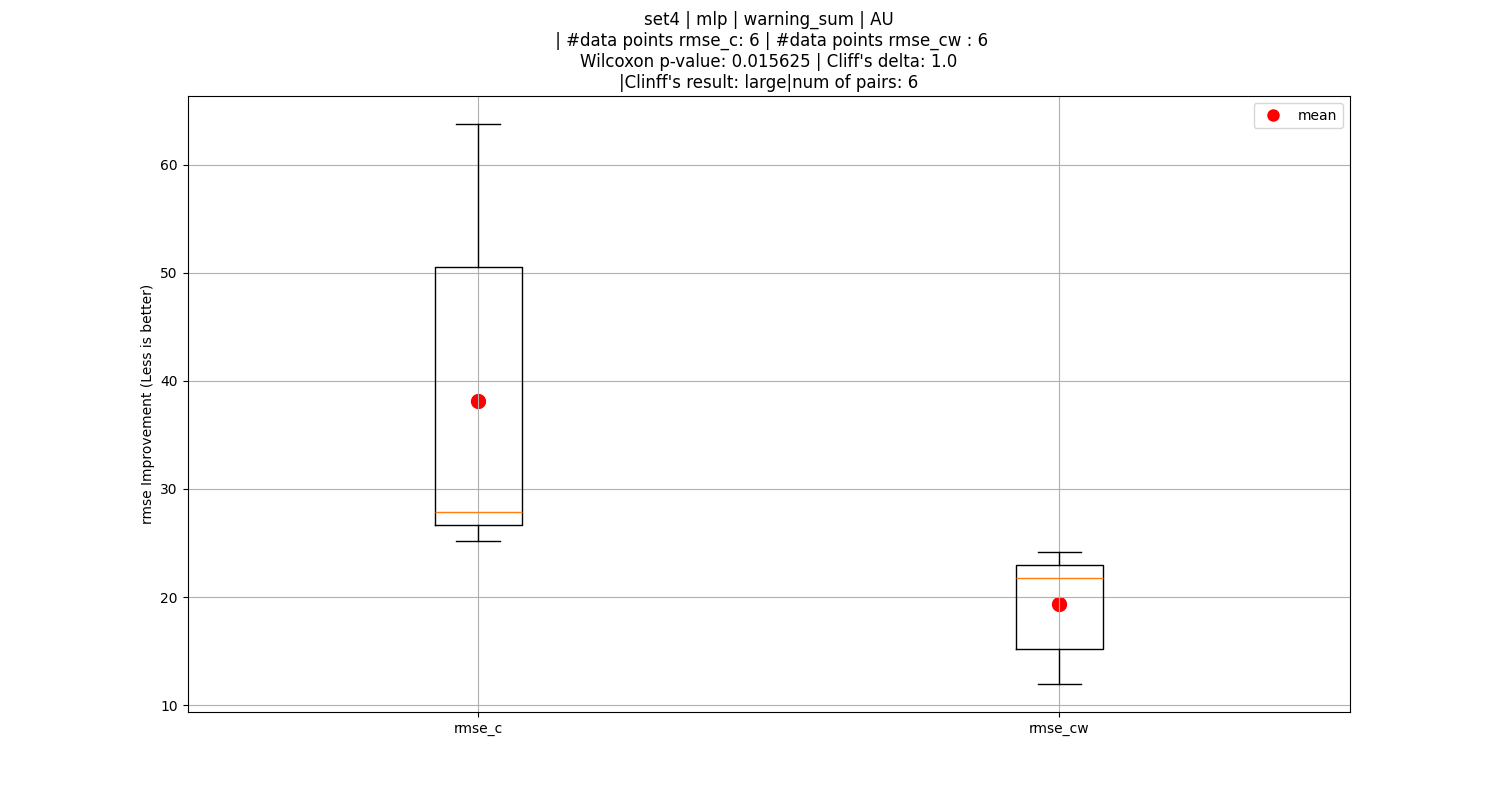 set4 | mlp | warning_sum | AU
| #data points rmse_c: 6 | #data points rmse_cw : 6
Wilcoxon p-value: 0.015625 | Cliff's delta: 1.0
|Clinff's result: large|num of pairs: 6
mean
rmse Improvement (Less is better)
60
50
40
30
20
10
rmse_c
rmse_cw